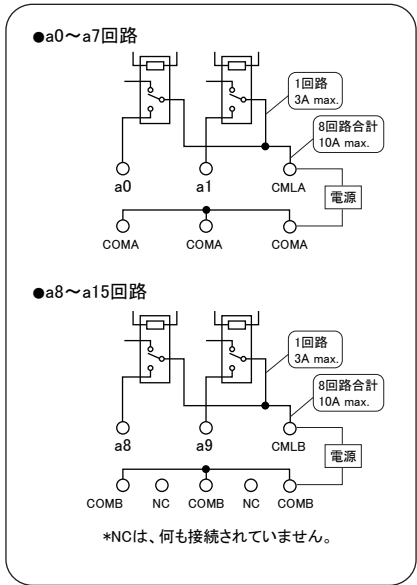 ●a0～a7回路
1回路
3A max.
8回路合計
10A max.
a0 a1 CMLA
電源
COMA COMA COMA
●a8～a15回路
1回路
3A max.
8回路合計
10A max.
a8 a9 CMLB
電源
COMB NC COMB NC COMB
*NCは、何も接続されていません。